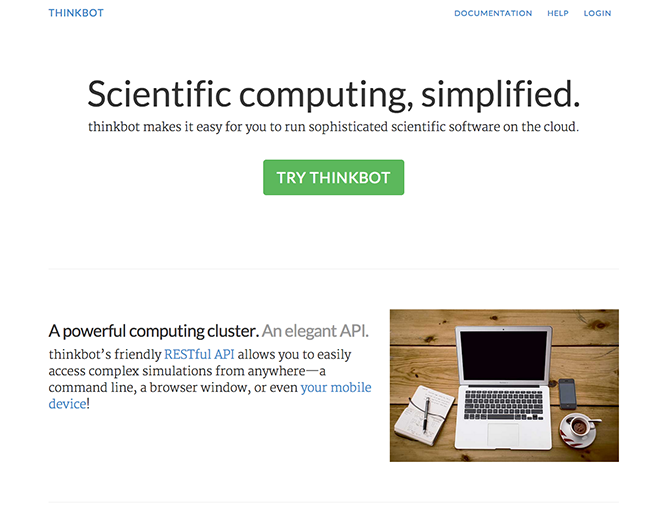 THINKBOT
DOCUMENTATION HELP LOGIN
Scientific computing, simplified.
thinkbot makes it easy for you to run sophisticated scientific software on the cloud.
TRY THINKBOT
A powerful computing cluster. An elegant API.
thinkbot’s friendly RESTful API allows you to easily
access complex simulations from anywhere—a
command line, a browser window, or even your mobile
device!